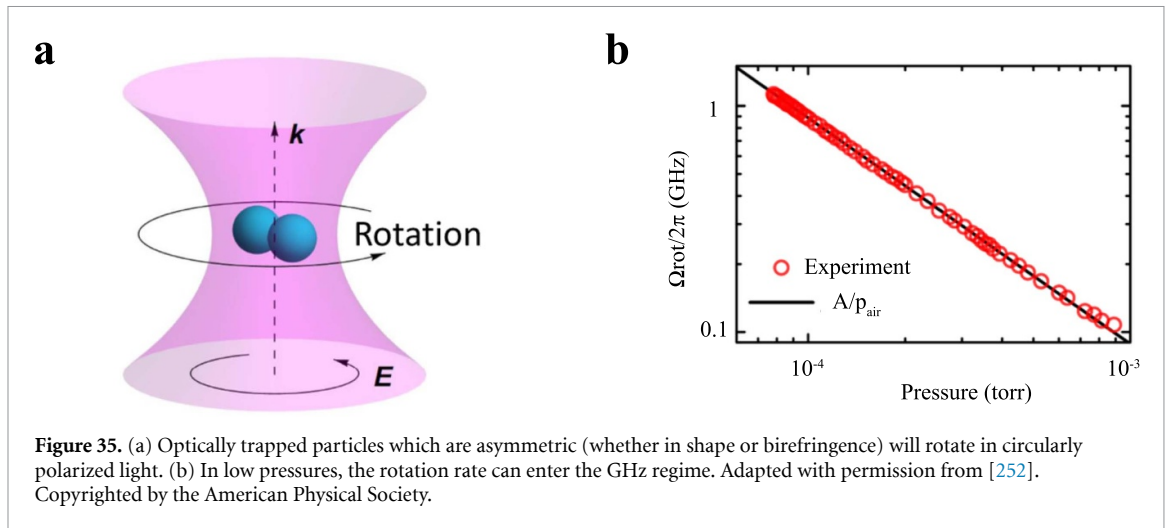 a
b
k
Rotation
E
Ωrot/2π (GHz)
1
0.1
Experiment
A/pair
10-4
10-3
Pressure (torr)
Figure 35. (a) Optically trapped particles which are asymmetric (whether in shape or birefringence) will rotate in circularly
polarized light. (b) In low pressures, the rotation rate can enter the GHz regime. Adapted with permission from [252].
Copyrighted by the American Physical Society.